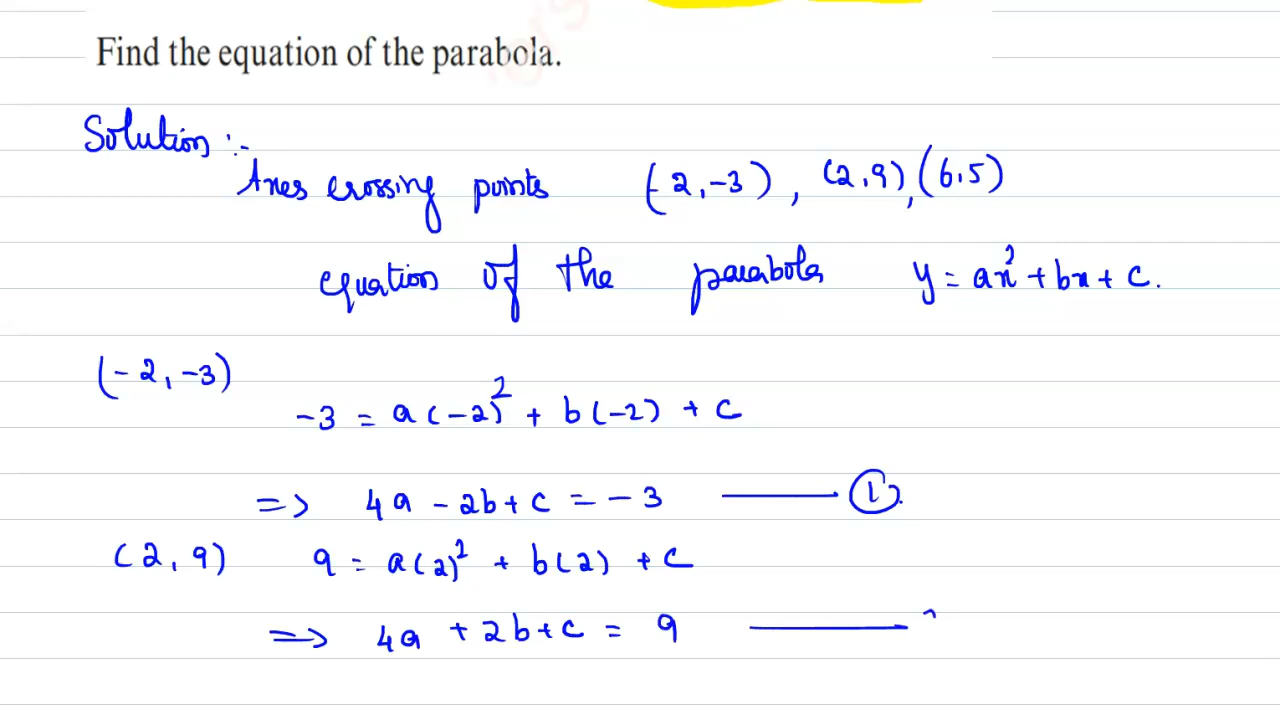 Find the equation of the parabola.
Solution :-
Axes crossing points (-2,-3), (2,9), (6,5)
equation of the parabola y = ax² + bx + c.
(-2,-3)
-3 = a(-2)² + b(-2) + c
=> 4a - 2b + c = -3 —— ①.
(2,9) 9 = a(2)² + b(2) + c
=> 4a + 2b + c = 9 ——